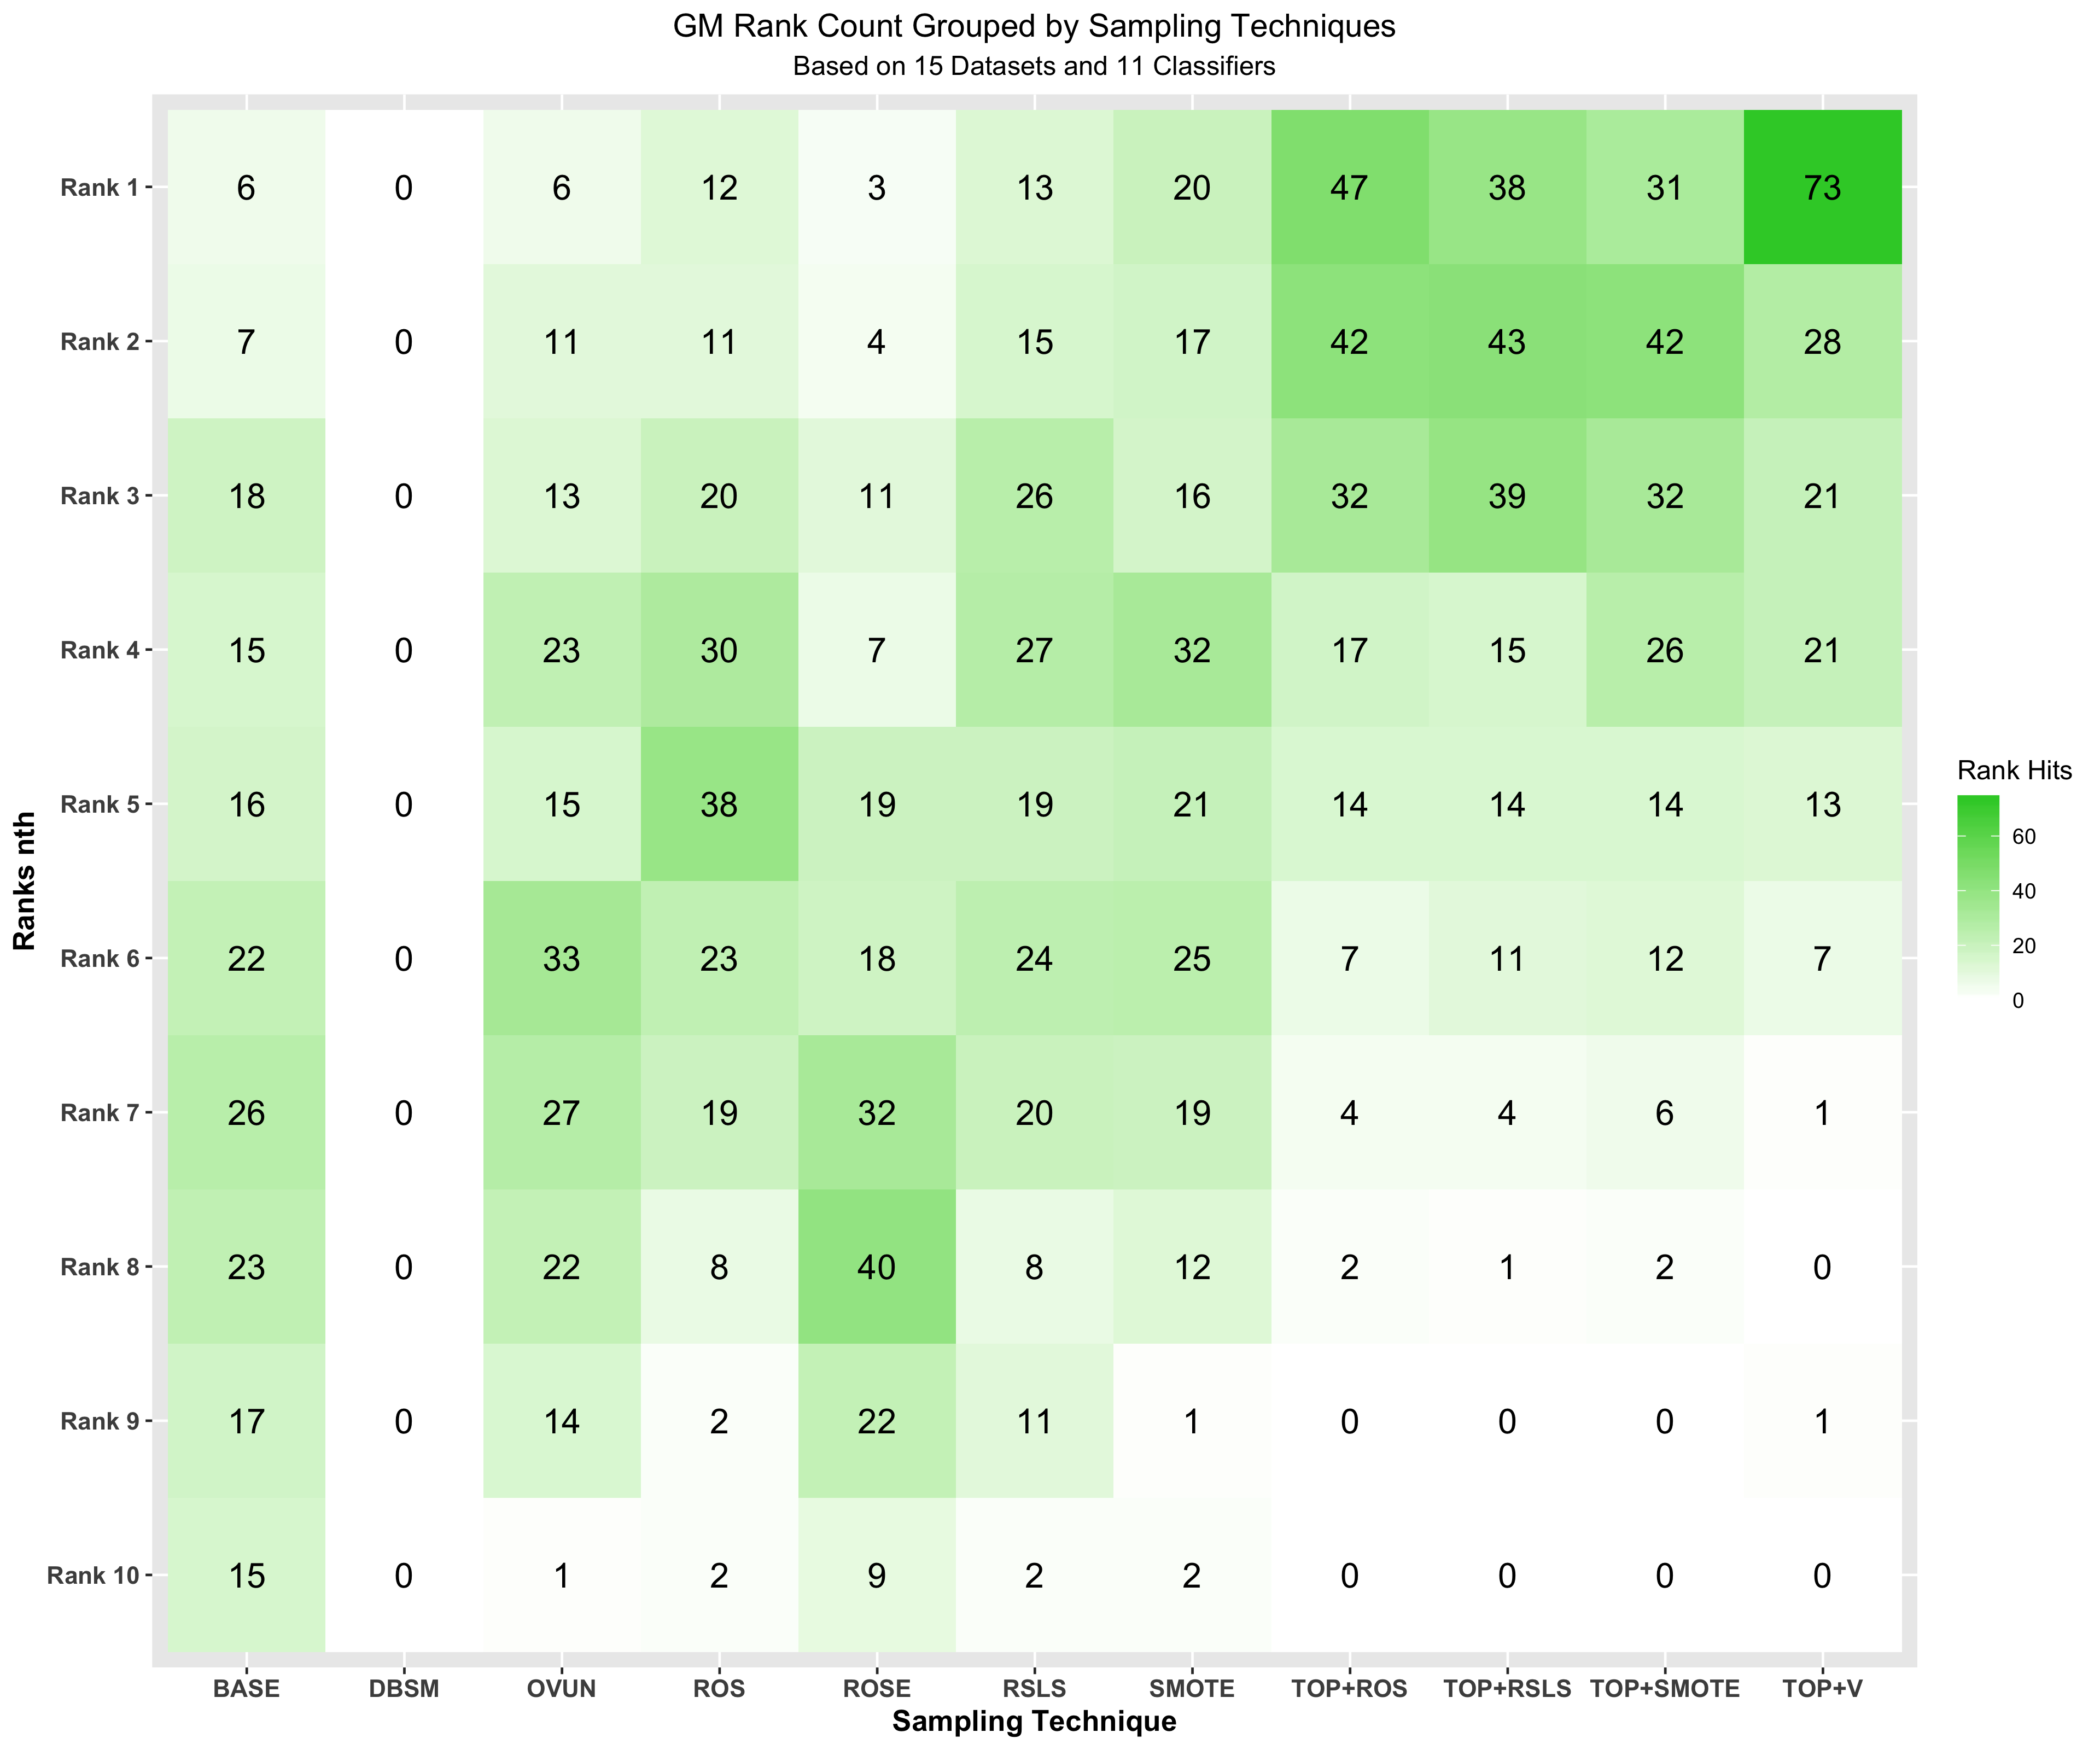 GM Rank Count Grouped by Sampling Techniques
Based on 15 Datasets and 11 Classifiers
Rank 1 6 0 6 12 3 13 20 47 38 31 73
Rank 2 7 0 11 11 4 15 17 42 43 42 28
Rank 3 18 0 13 20 11 26 16 32 39 32 21
Rank 4 15 0 23 30 7 27 32 17 15 26 21
Rank 5 16 0 15 38 19 19 21 14 14 14 13
Rank 6 22 0 33 23 18 24 25 7 11 12 7
Rank 7 26 0 27 19 32 20 19 4 4 6 1
Rank 8 23 0 22 8 40 8 12 2 1 2 0
Rank 9 17 0 14 2 22 11 1 0 0 0 1
Rank 10 15 0 1 2 9 2 2 0 0 0 0
BASE DBSM OVUN ROS ROSE RSLS SMOTE TOP+ROS TOP+RSLS TOP+SMOTE TOP+V
Sampling Technique
Ranks nth
Rank Hits
60
40
20
0